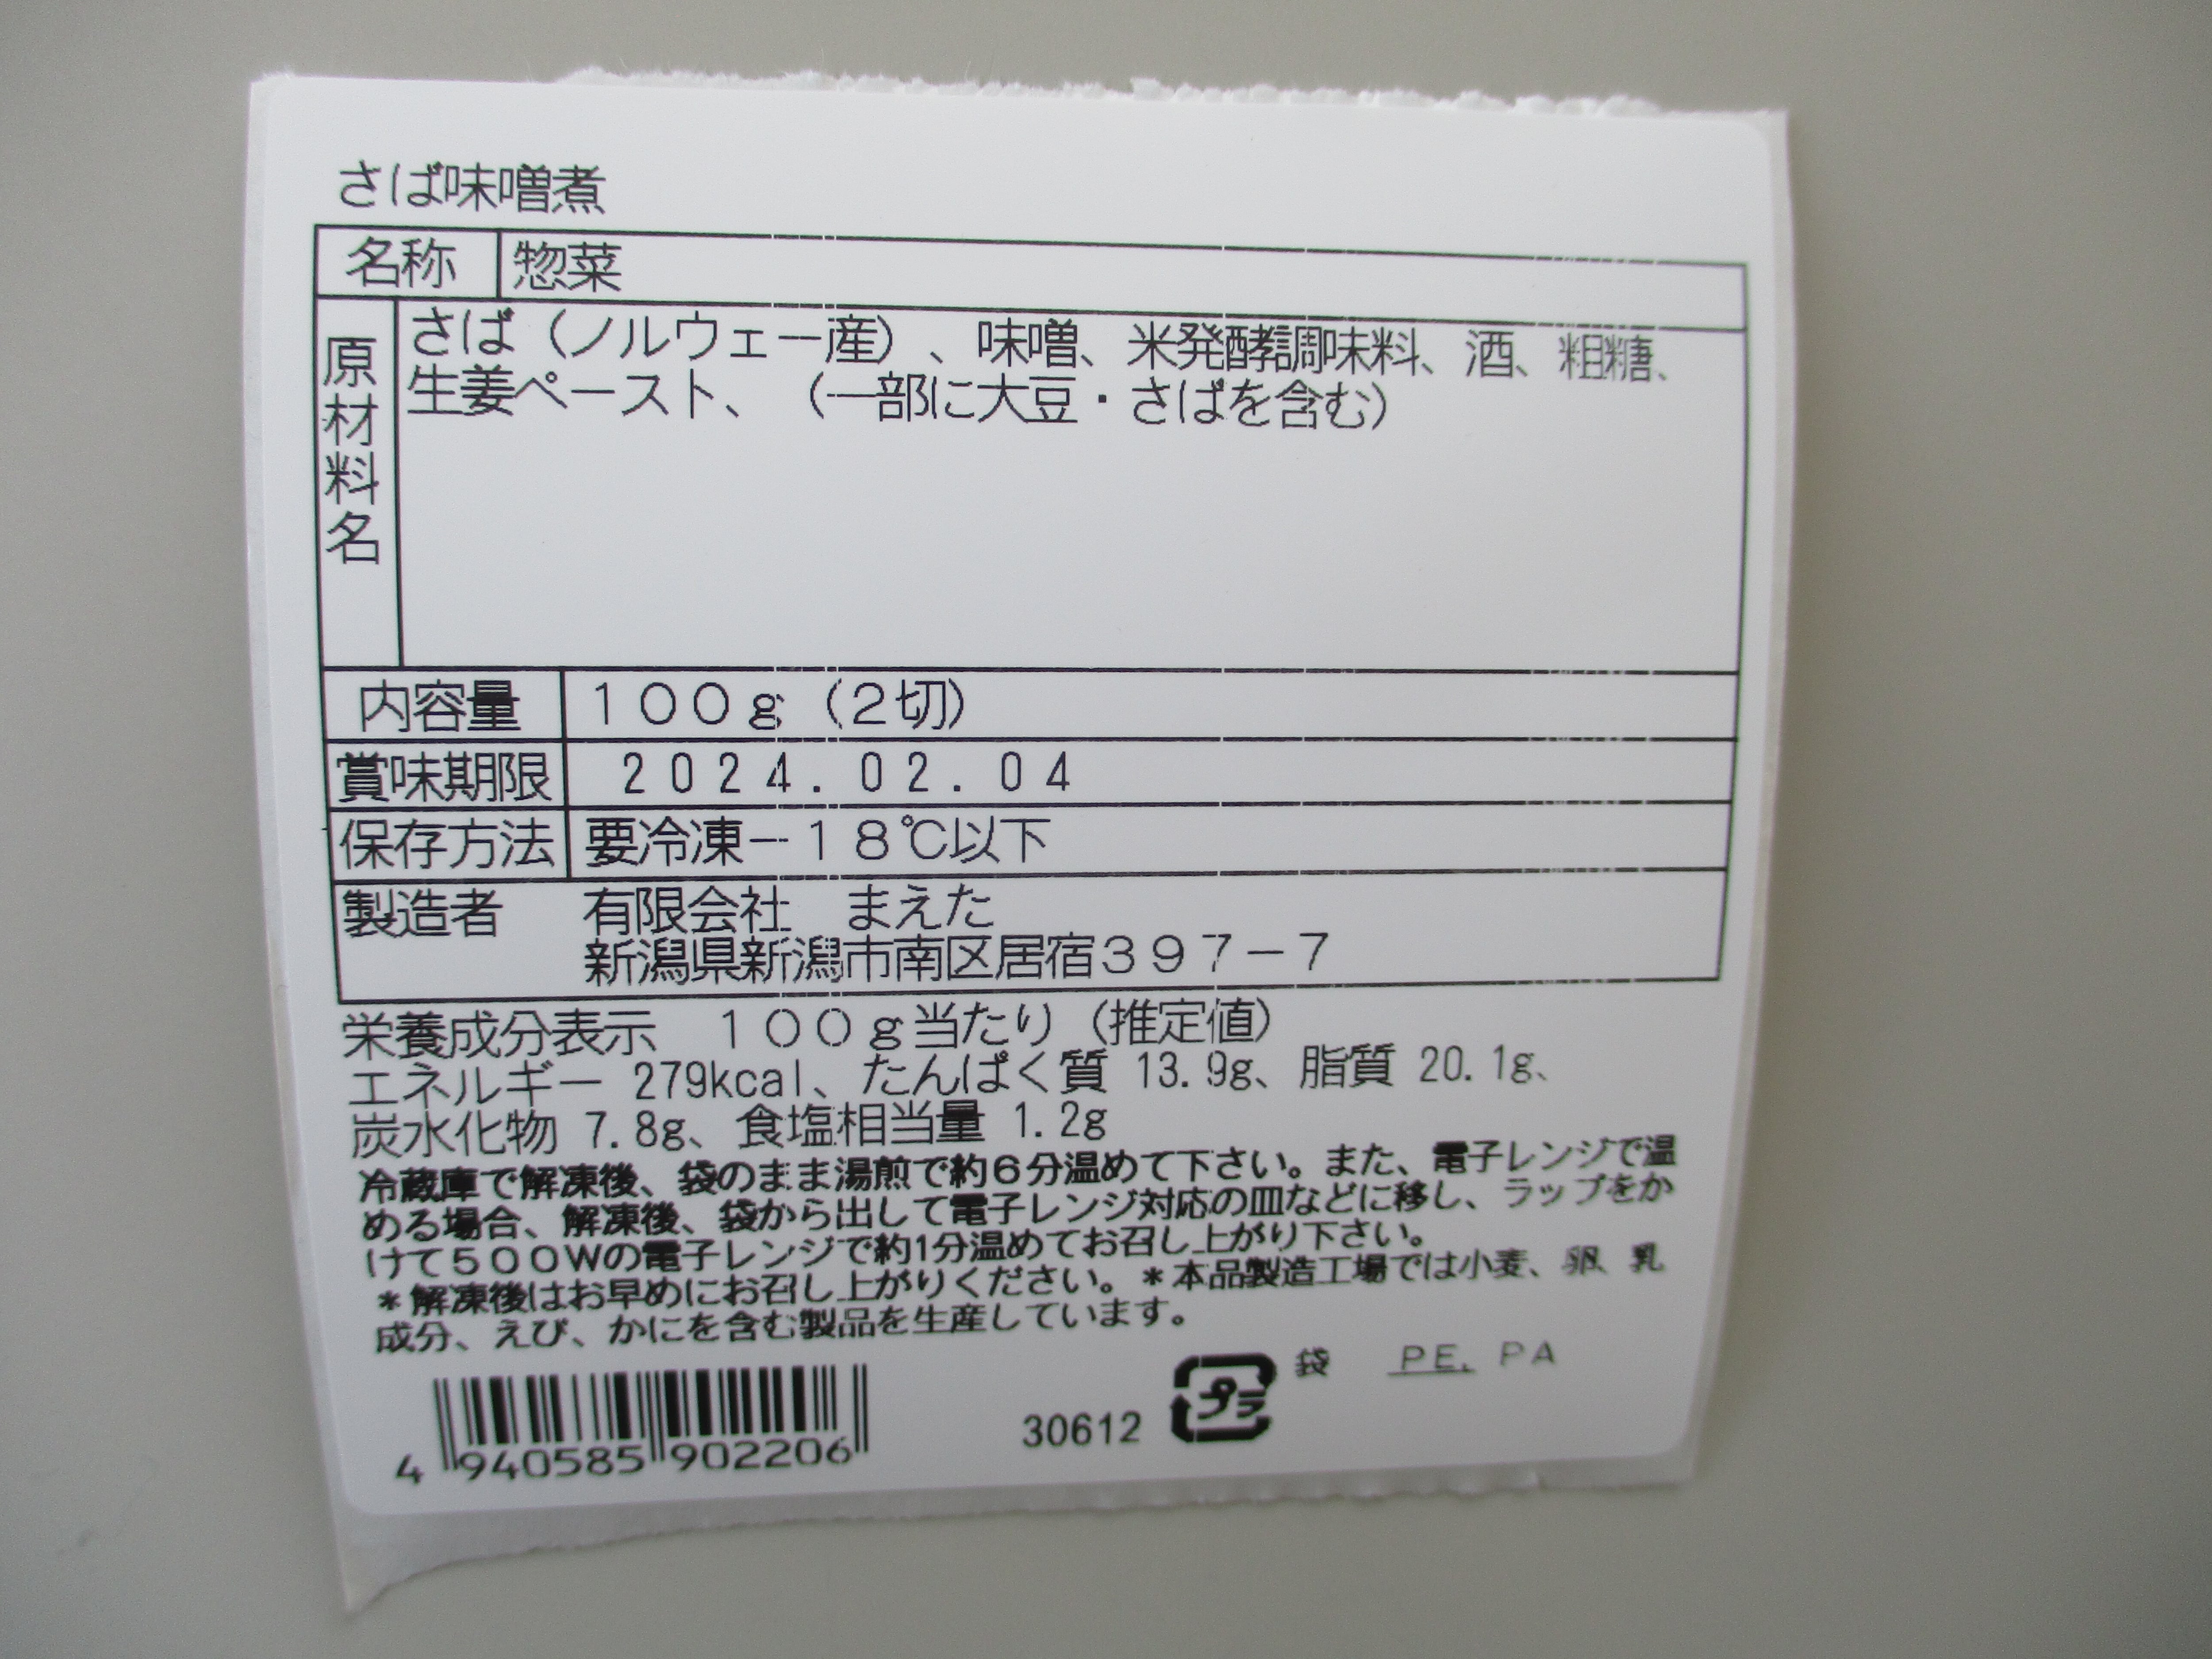 さば味噌煮
名称 惣菜
原材料名 さば（ノルウェー産）、味噌、米発酵調味料、酒、粗糖、
生姜ペースト、（一部に大豆・さばを含む）
内容量 １００ｇ（２切）
賞味期限 2024.02.04
保存方法 要冷凍－１８℃以下
製造者 有限会社　まえた
新潟県新潟市南区居宿３９７－７
栄養成分表示　１００ｇ当たり（推定値）
エネルギー 279kcal、たんぱく質 13.9g、脂質 20.1g、
炭水化物 7.8g、食塩相当量 1.2g
冷蔵庫で解凍後、袋のまま湯煎で約６分温めて下さい。また、電子レンジで温
める場合、解凍後、袋から出して電子レンジ対応の皿などに移し、ラップをか
けて５００Wの電子レンジで約1分温めてお召し上がり下さい。
＊解凍後はお早めにお召し上がりください。＊本品製造工場では小麦、卵、乳
成分、えび、かにを含む製品を生産しています。
袋 PE, PA
プラ
30612
4 940585 902206